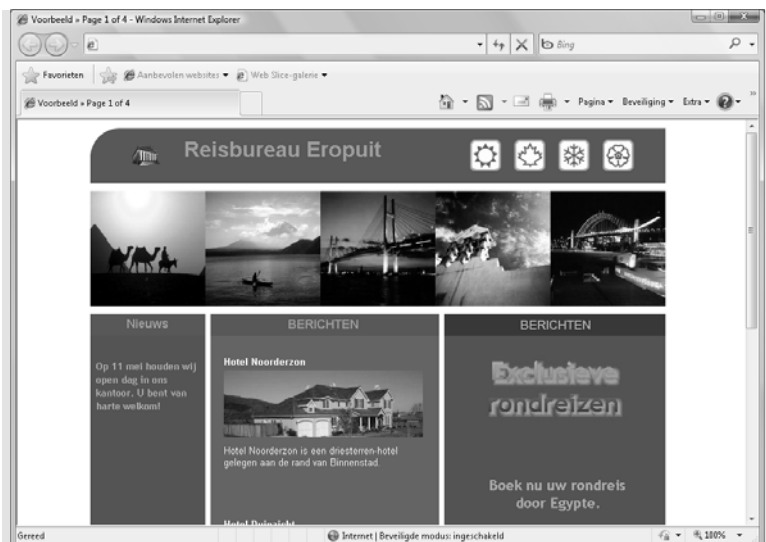 Voorbeeld » Page 1 of 4 - Windows Internet Explorer
Bing
Favorieten
Aanbevolen websites
Web Slice-galerie
Voorbeeld » Page 1 of 4
Pagina
Beveiliging
Extra
Reisbureau Eropuit
Nieuws
Op 11 mei houden wij
open dag in ons
kantoor. U bent van
harte welkom!
BERICHTEN
Hotel Noorderzon
Hotel Noorderzon is een driesterren-hotel
gelegen aan de rand van Binnenstad.
Hotel Duinzicht
BERICHTEN
Exclusieve
rondreizen
Boek nu uw rondreis
door Egypte.
Gereed
Internet | Beveiligde modus: ingeschakeld
100%